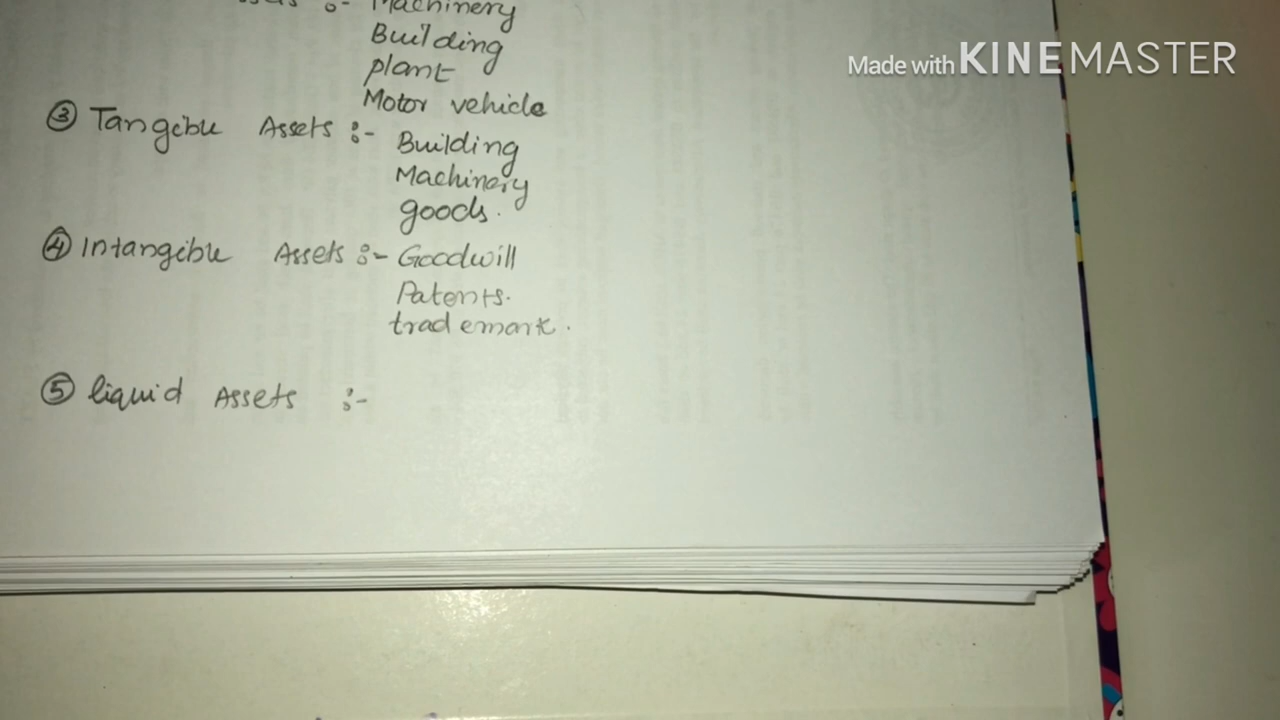 Machinery
Made with KINEMASTER
Building
plant
Motor vehicle
③ Tangible Assets :-
Building
Machinery
goods.
④ Intangible Assets :- Goodwill
Patents.
trademark.
⑤ liquid Assets :-